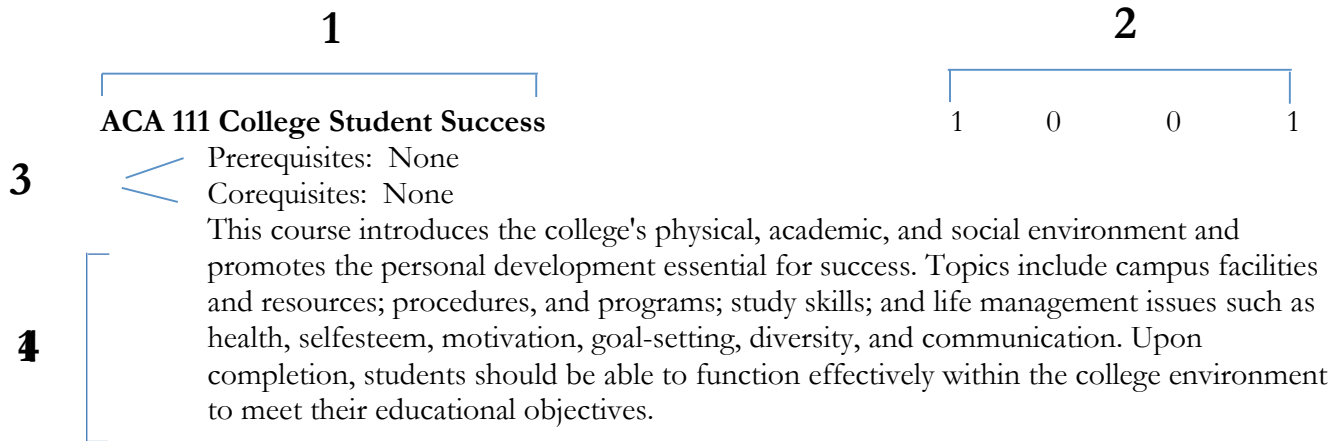 1 2
ACA 111 College Student Success 1 0 0 1
Prerequisites: None
3
Corequisites: None
This course introduces the college's physical, academic, and social environment and
promotes the personal development essential for success. Topics include campus facilities
and resources; procedures, and programs; study skills; and life management issues such as
4
health, selfesteem, motivation, goal-setting, diversity, and communication. Upon
completion, students should be able to function effectively within the college environment
to meet their educational objectives.